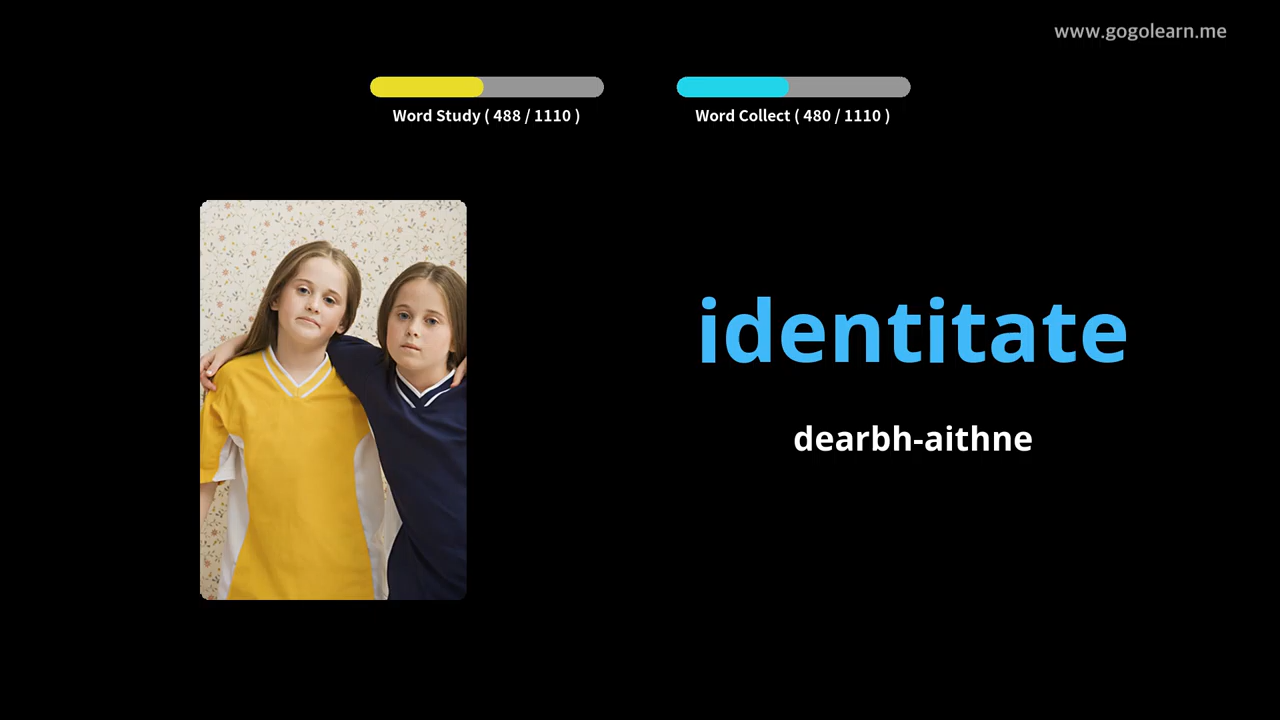 www.gogolearn.me
Word Study ( 488 / 1110 )
Word Collect ( 480 / 1110 )
identitate
dearbh-aithne